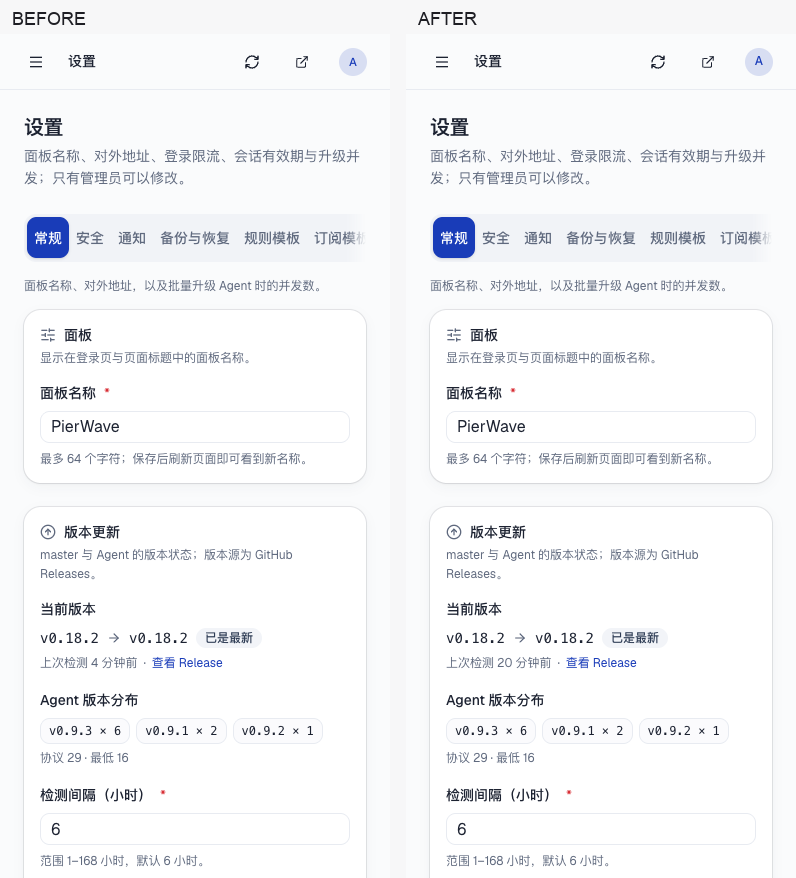 BEFORE
设置
A
设置
面板名称、对外地址、登录限流、会话有效期与升级并
发；只有管理员可以修改。
常规 安全 通知 备份与恢复 规则模板 订阅模
面板名称、对外地址，以及批量升级 Agent 时的并发数。
面板
显示在登录页与页面标题中的面板名称。
面板名称 *
PierWave
最多 64 个字符；保存后刷新页面即可看到新名称。
版本更新
master 与 Agent 的版本状态；版本源为 GitHub
Releases。
当前版本
v0.18.2 → v0.18.2 已是最新
上次检测 4 分钟前 · 查看 Release
Agent 版本分布
v0.9.3 × 6 v0.9.1 × 2 v0.9.2 × 1
协议 29 · 最低 16
检测间隔（小时） *
6
范围 1–168 小时，默认 6 小时。
AFTER
设置
A
设置
面板名称、对外地址、登录限流、会话有效期与升级并
发；只有管理员可以修改。
常规 安全 通知 备份与恢复 规则模板 订阅模
面板名称、对外地址，以及批量升级 Agent 时的并发数。
面板
显示在登录页与页面标题中的面板名称。
面板名称 *
PierWave
最多 64 个字符；保存后刷新页面即可看到新名称。
版本更新
master 与 Agent 的版本状态；版本源为 GitHub
Releases。
当前版本
v0.18.2 → v0.18.2 已是最新
上次检测 20 分钟前 · 查看 Release
Agent 版本分布
v0.9.3 × 6 v0.9.1 × 2 v0.9.2 × 1
协议 29 · 最低 16
检测间隔（小时） *
6
范围 1–168 小时，默认 6 小时。